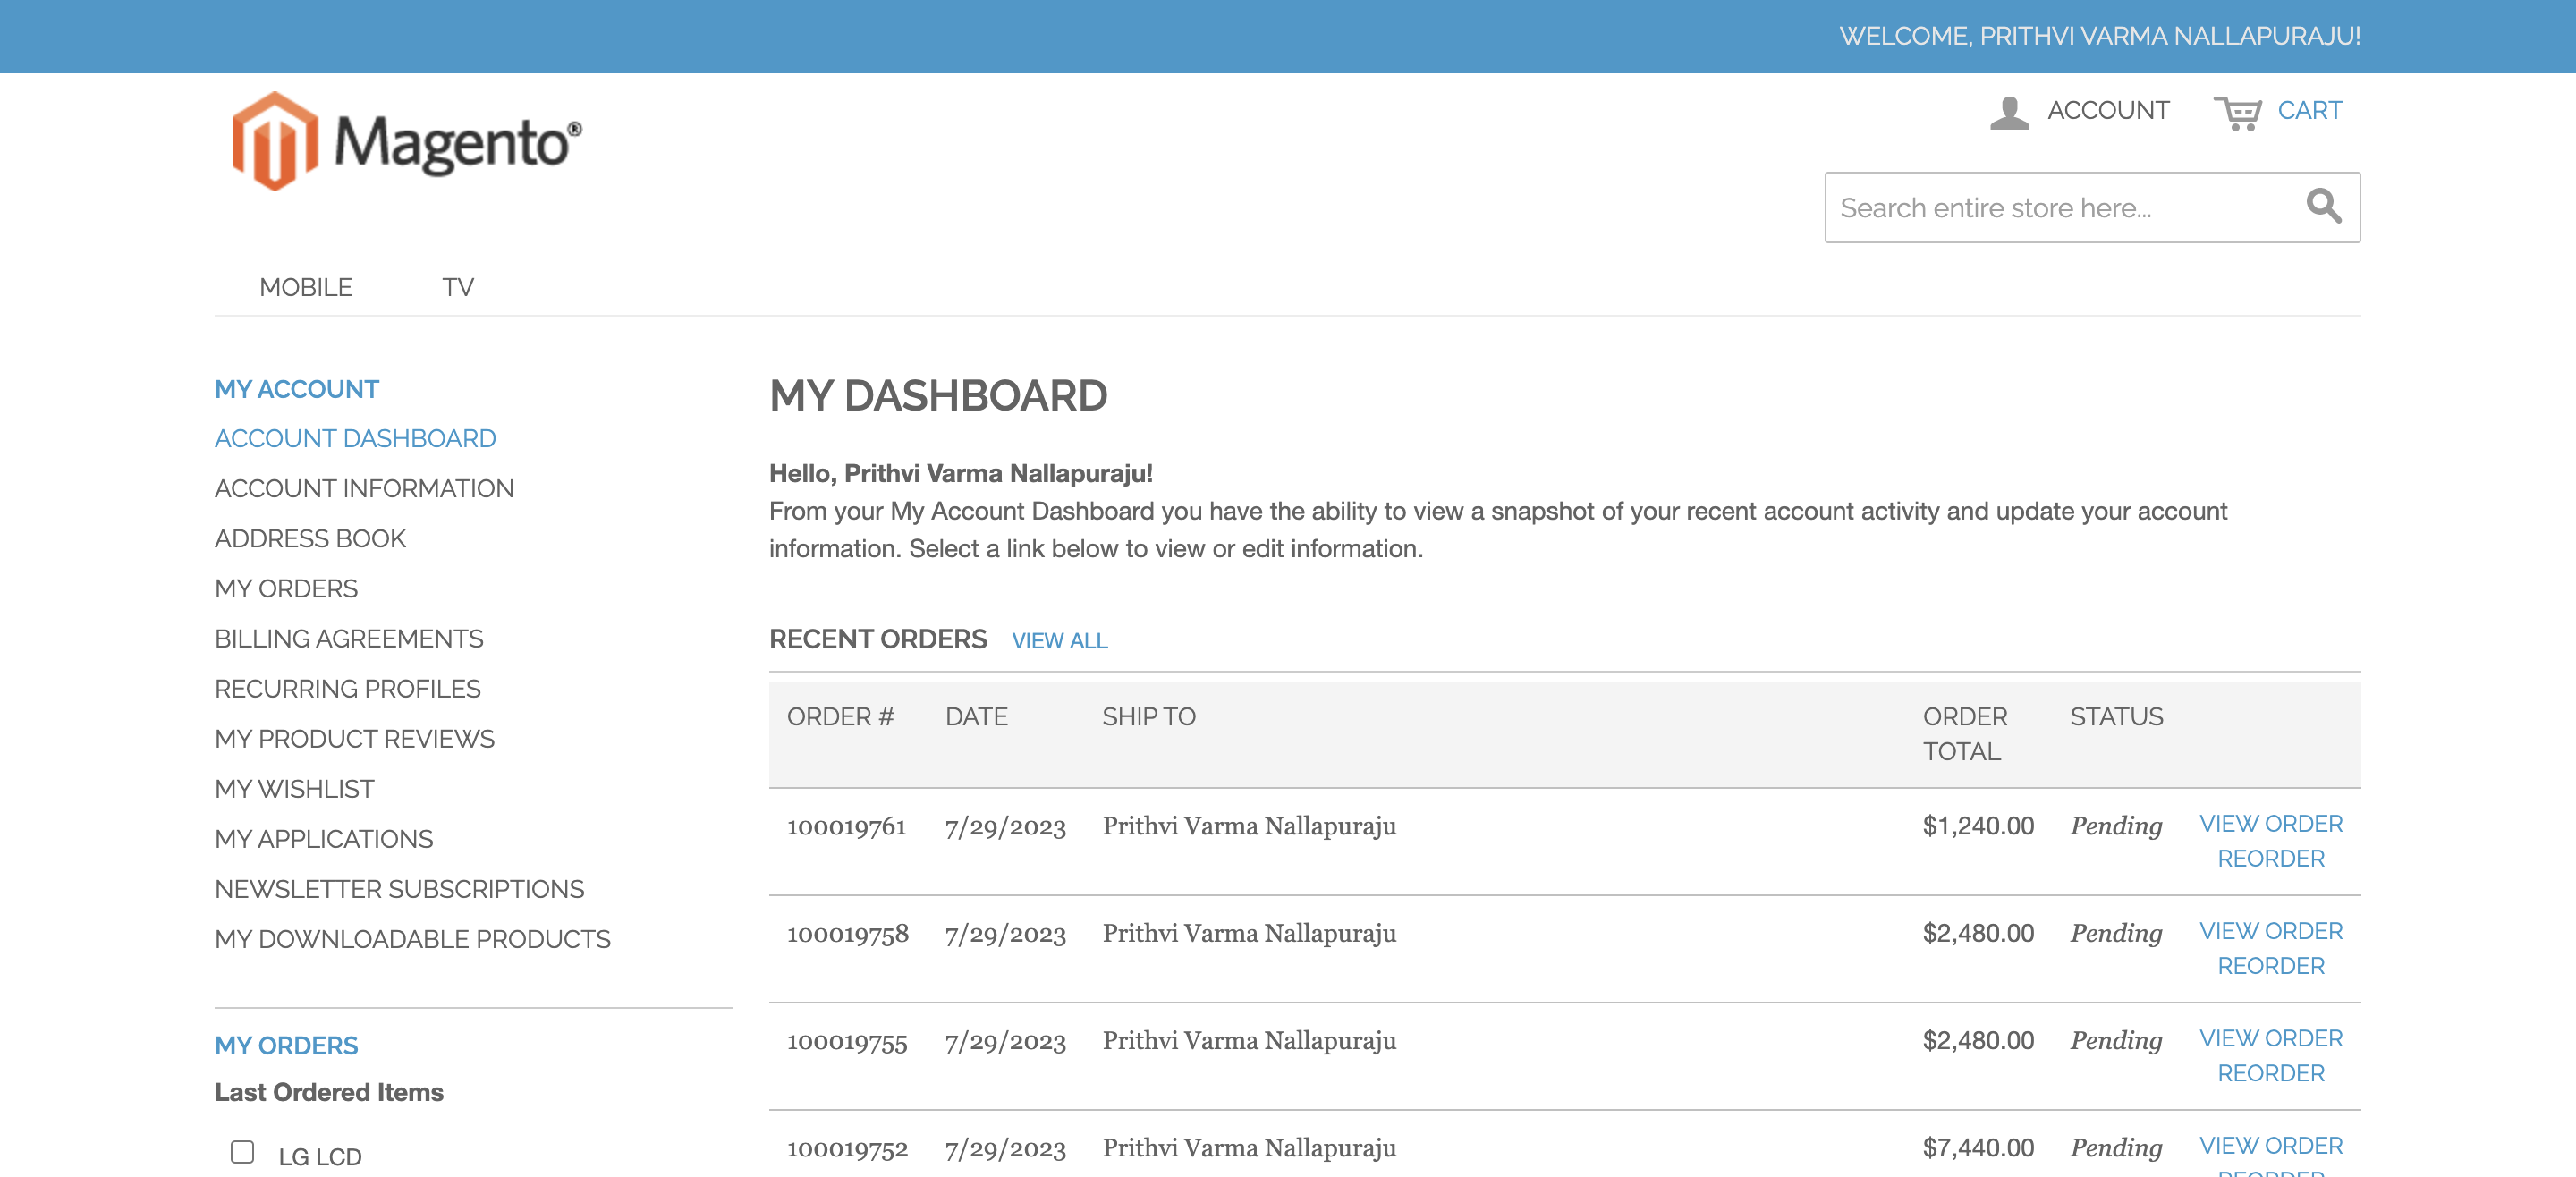 WELCOME, PRITHVI VARMA NALLAPURAJU!
Magento®
ACCOUNT CART
Search entire store here...
MOBILE TV
MY ACCOUNT
ACCOUNT DASHBOARD
ACCOUNT INFORMATION
ADDRESS BOOK
MY ORDERS
BILLING AGREEMENTS
RECURRING PROFILES
MY PRODUCT REVIEWS
MY WISHLIST
MY APPLICATIONS
NEWSLETTER SUBSCRIPTIONS
MY DOWNLOADABLE PRODUCTS
MY ORDERS
Last Ordered Items
LG LCD
MY DASHBOARD
Hello, Prithvi Varma Nallapuraju!
From your My Account Dashboard you have the ability to view a snapshot of your recent account activity and update your account
information. Select a link below to view or edit information.
RECENT ORDERS VIEW ALL
ORDER # DATE SHIP TO ORDER TOTAL STATUS
100019761 7/29/2023 Prithvi Varma Nallapuraju $1,240.00 Pending VIEW ORDER
REORDER
100019758 7/29/2023 Prithvi Varma Nallapuraju $2,480.00 Pending VIEW ORDER
REORDER
100019755 7/29/2023 Prithvi Varma Nallapuraju $2,480.00 Pending VIEW ORDER
REORDER
100019752 7/29/2023 Prithvi Varma Nallapuraju $7,440.00 Pending VIEW ORDER